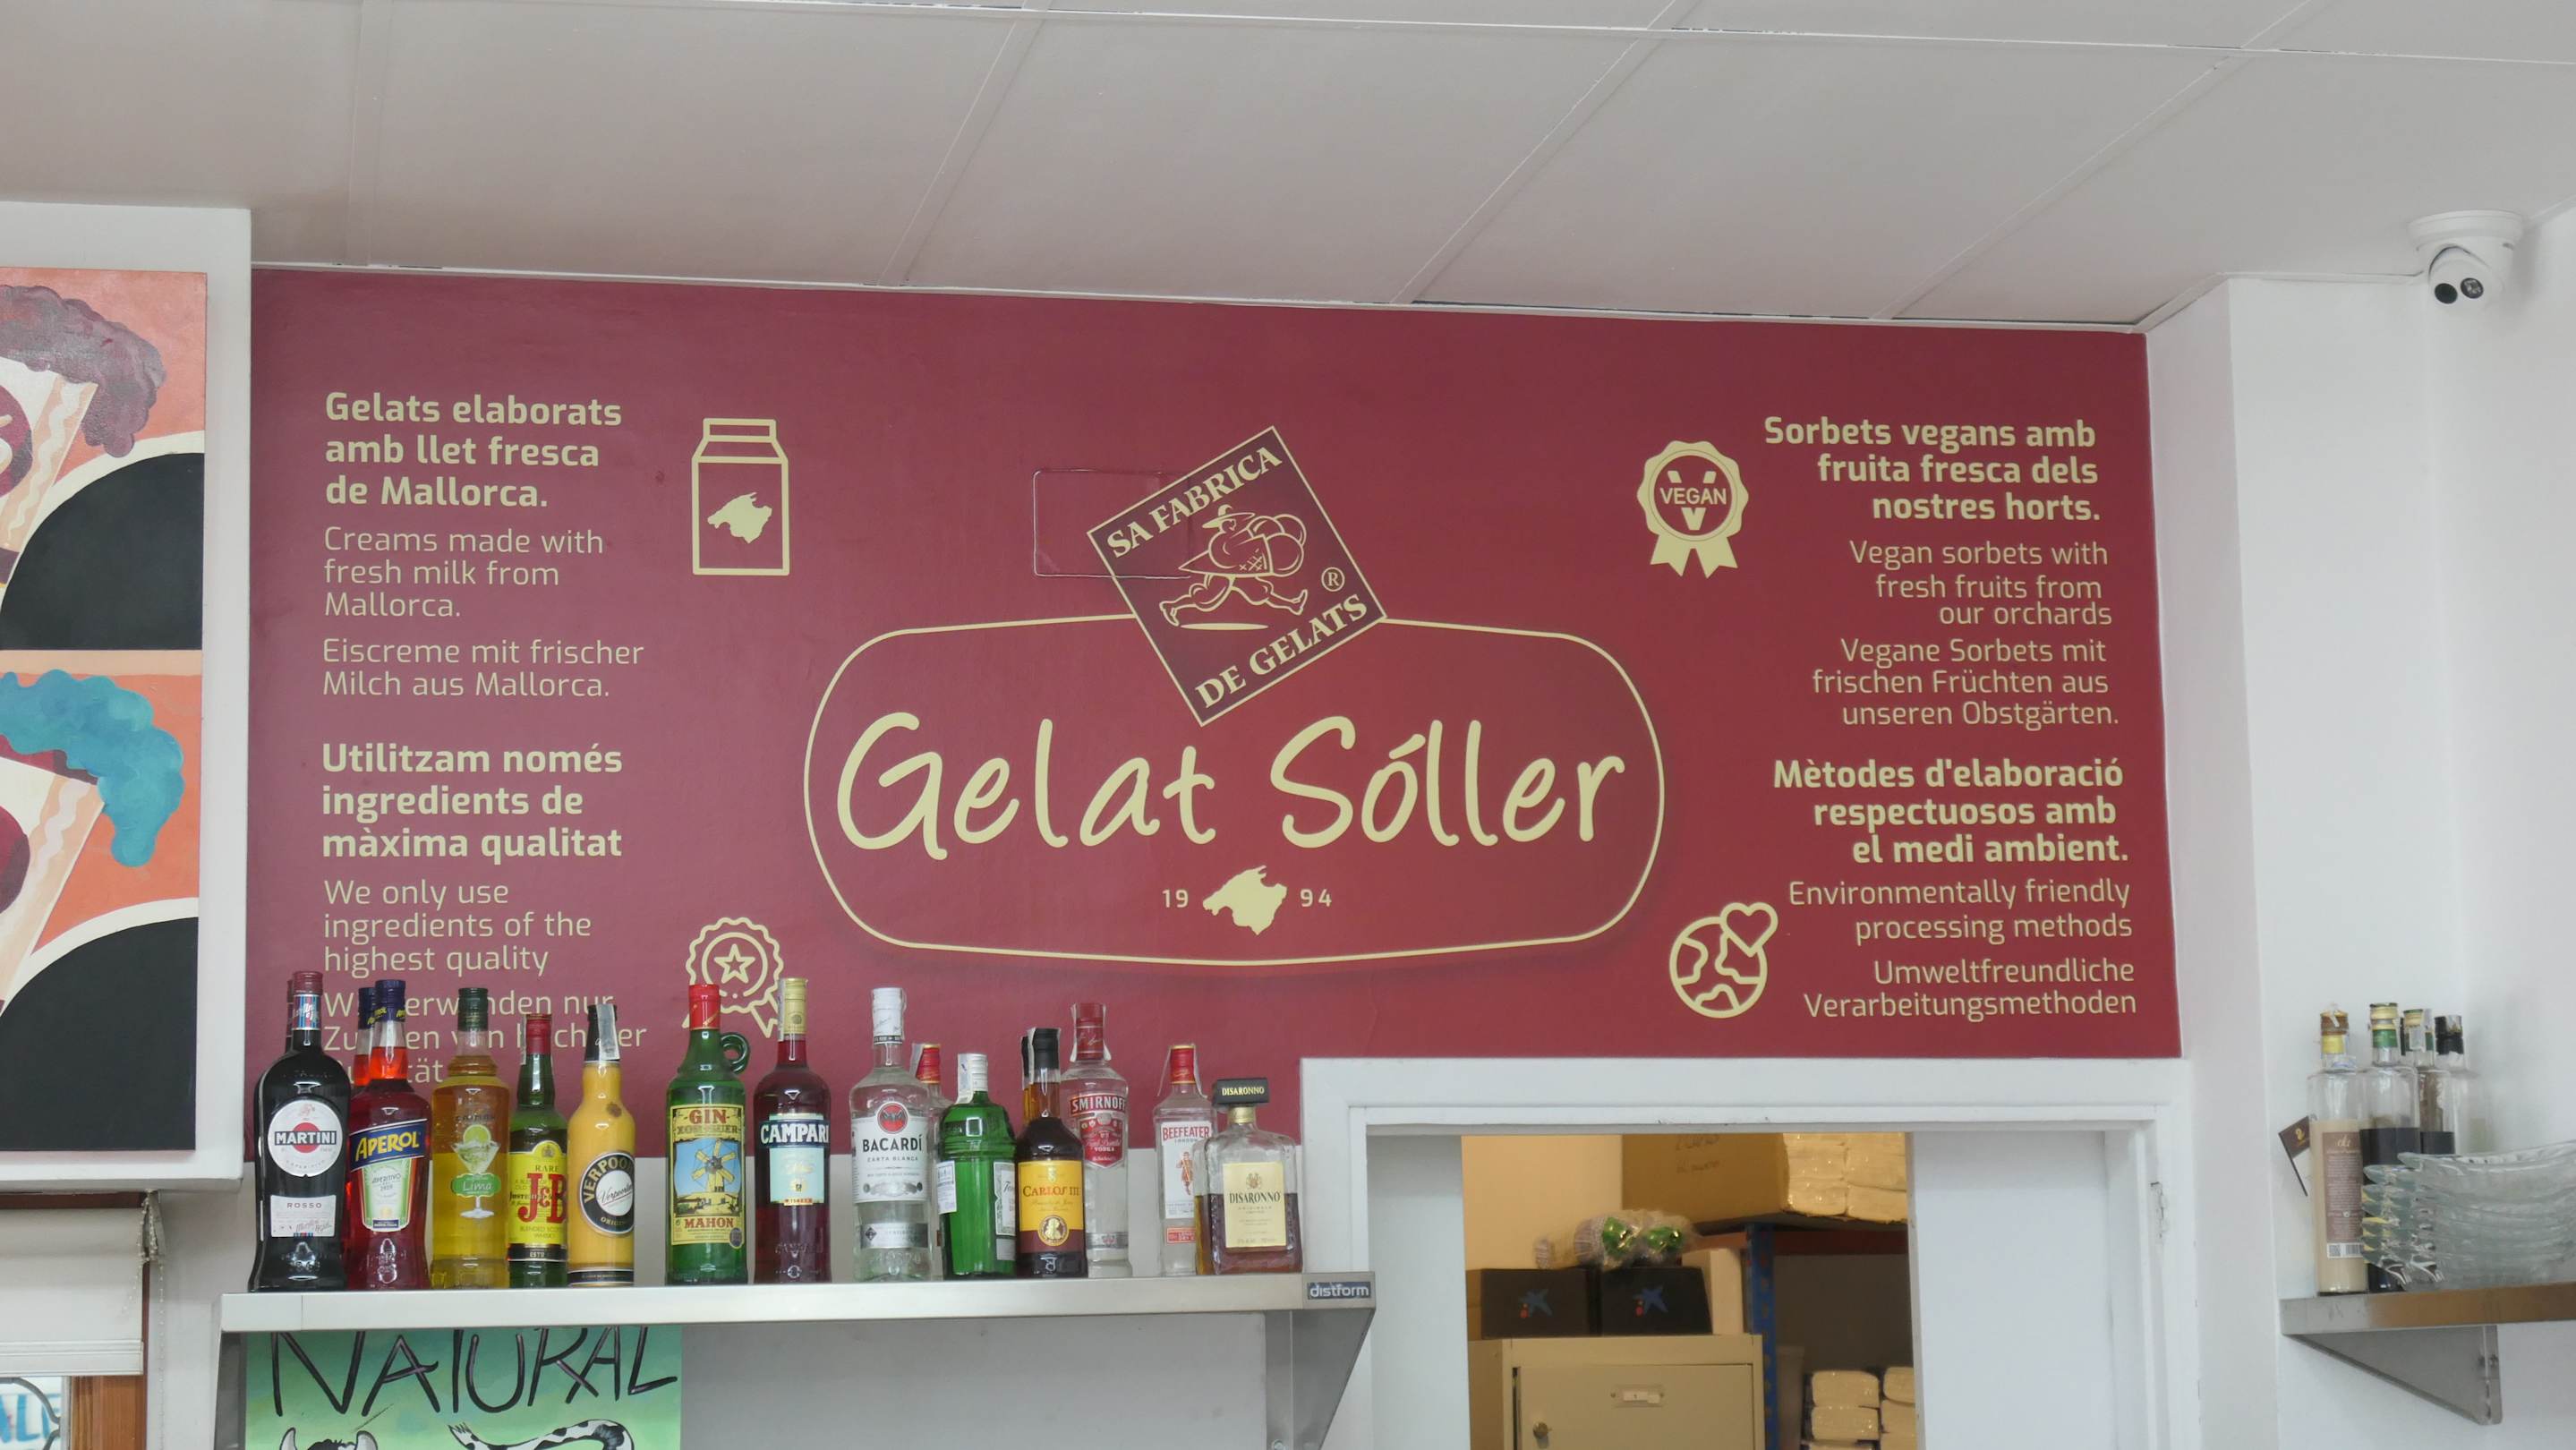 Gelats elaborats
amb llet fresca
de Mallorca.
Creams made with
fresh milk from
Mallorca.
Eiscreme mit frischer
Milch aus Mallorca.
Utilitzam només
ingredients de
màxima qualitat
We only use
ingredients of the
highest quality
nur
SA FABRICA
DE GELATS
®
Gelat Sóller
19 94
VEGAN
Sorbets vegans amb
fruita fresca dels
nostres horts.
Vegan sorbets with
fresh fruits from
our orchards
Vegane Sorbets mit
frischen Früchten aus
unseren Obstgärten.
Mètodes d'elaboració
respectuosos amb
el medi ambient.
Environmentally friendly
processing methods
Umweltfreundliche
Verarbeitungsmethoden
MARTINI
ROSSO
APEROL
Lima
RARE
J&B
VERPOO
GIN
MAHON
CAMPARI
BACARDÍ
CARTA BLANCA
CARLOS III
SMIRNOFF
BEEFEATER
DISARONNO
DISARONNO
distform
NATURAL